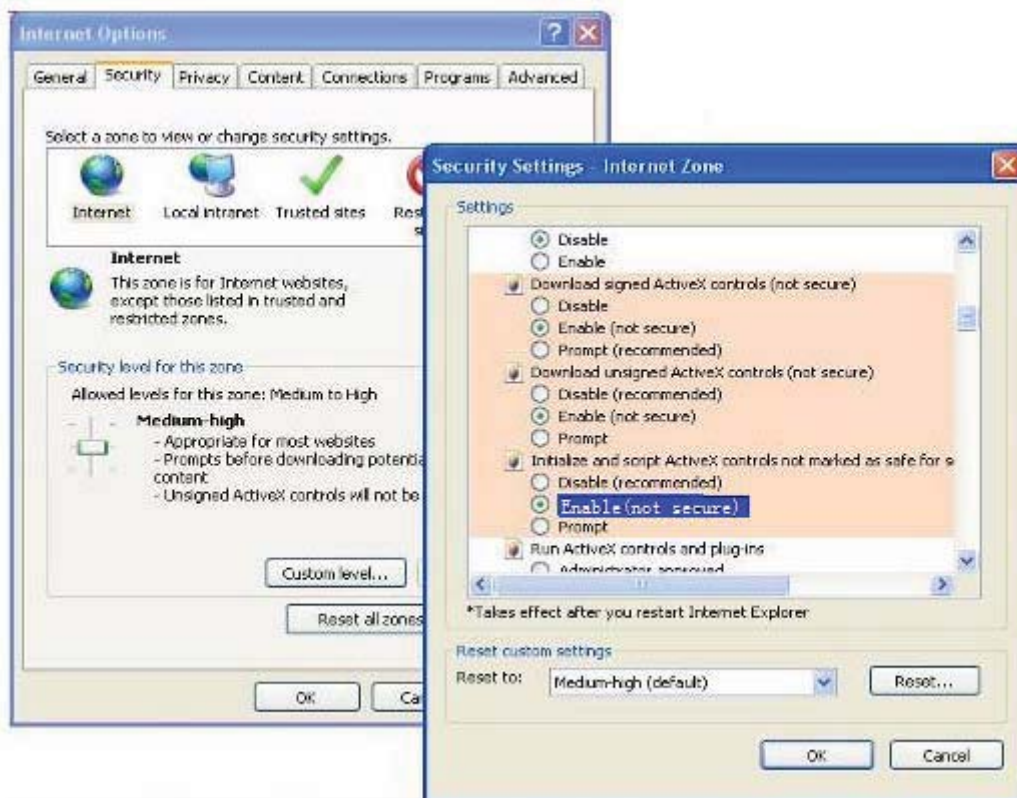 Internet Options
General Security Privacy Content Connections Programs Advanced
Select a zone to view or change security settings.
Internet Local intranet Trusted sites
Internet
This zone is for Internet websites,
except those listed in trusted and
restricted zones.
Security level for this zone
Allowed levels for this zone: Medium to High
Medium-high
- Appropriate for most websites
- Prompts before downloading
content
- Unsigned ActiveX controls will not be
Custom level...
Reset all zones
OK
Security Settings - Internet Zone
Settings
Disable
Enable
Download signed ActiveX controls (not secure)
Disable
Enable (not secure)
Prompt (recommended)
Download unsigned ActiveX controls (not secure)
Disable (recommended)
Enable (not secure)
Prompt
Initialize and script ActiveX controls not marked as safe for s
Disable (recommended)
Enable(not secure)
Prompt
Run ActiveX controls and plug-ins
Administrator approved
*Takes effect after you restart Internet Explorer
Reset custom settings
Reset to: Medium-high (default) Reset...
OK Cancel